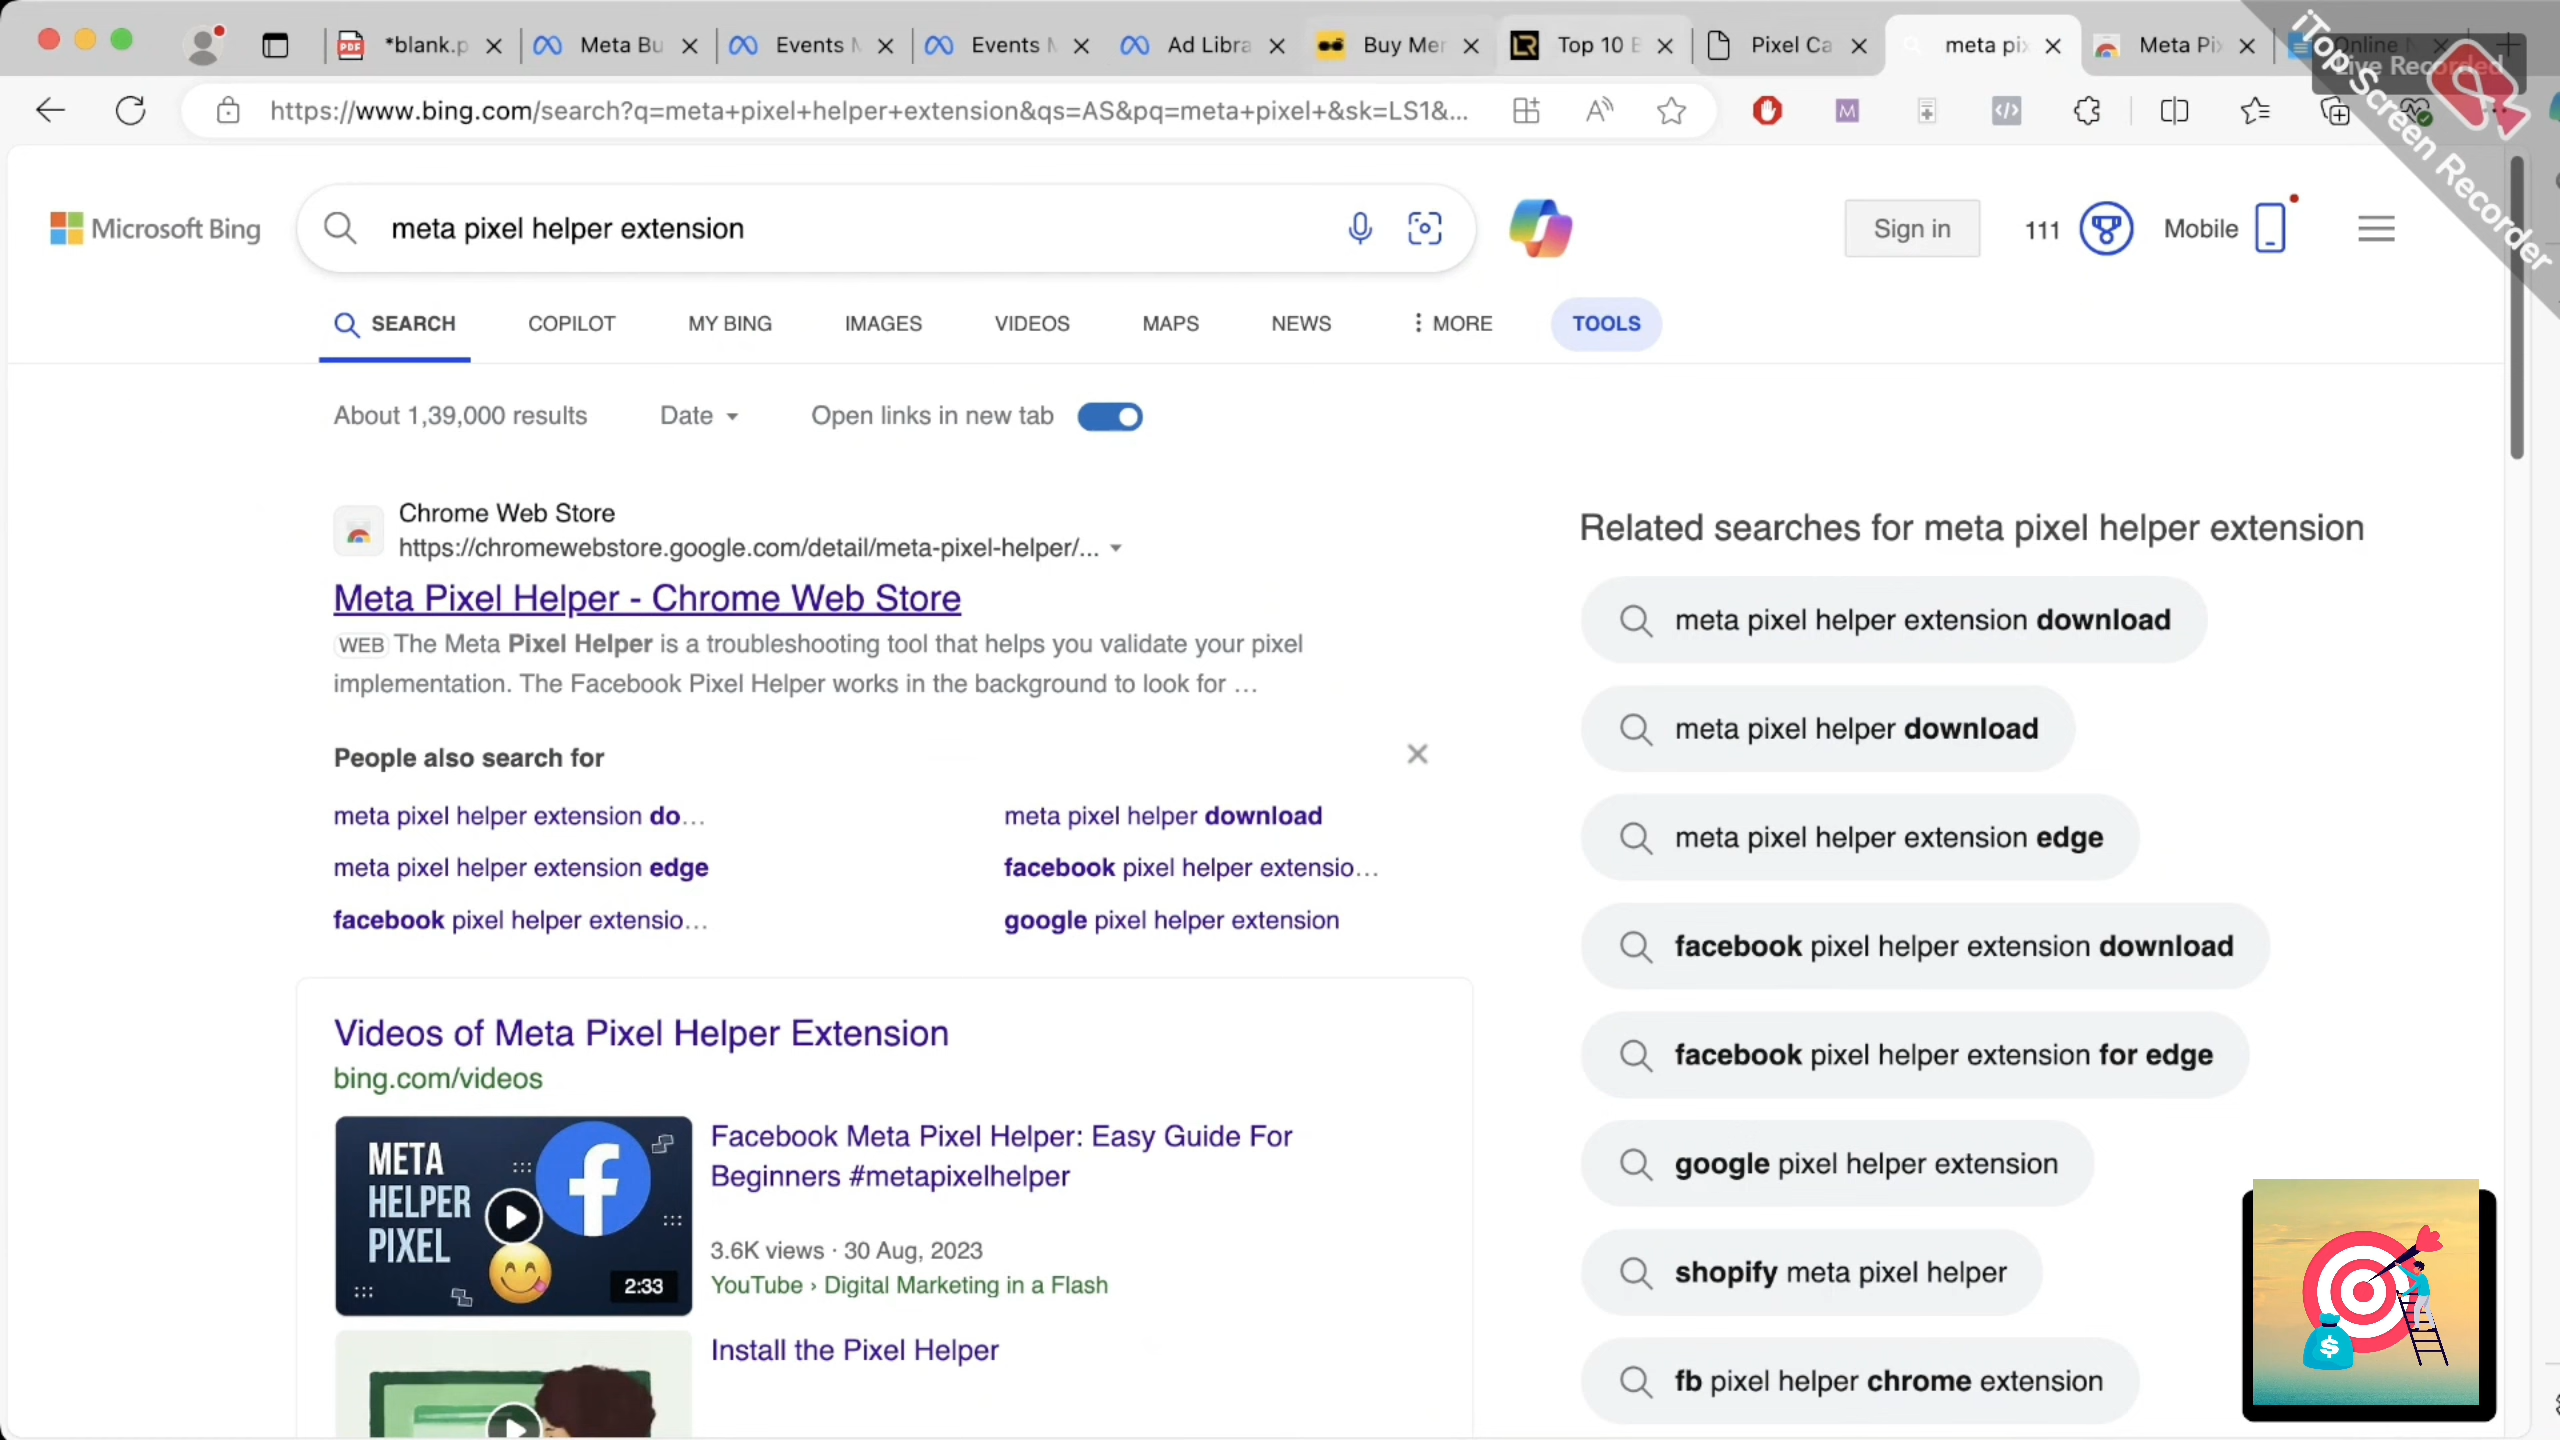 *blank.p
Meta Bu
Events M
Events M
Ad Libra
Buy Mer
Top 10 E
Pixel Ca
meta pix
Meta Pix
Online
Live Recorded
iTop Screen Recorder
https://www.bing.com/search?q=meta+pixel+helper+extension&qs=AS&pq=meta+pixel+&sk=LS1&...
Microsoft Bing
meta pixel helper extension
Sign in
111
Mobile
SEARCH
COPILOT
MY BING
IMAGES
VIDEOS
MAPS
NEWS
MORE
TOOLS
About 1,39,000 results
Date
Open links in new tab
Chrome Web Store
https://chromewebstore.google.com/detail/meta-pixel-helper/...
Meta Pixel Helper - Chrome Web Store
WEB The Meta Pixel Helper is a troubleshooting tool that helps you validate your pixel
implementation. The Facebook Pixel Helper works in the background to look for …
People also search for
meta pixel helper extension do…
meta pixel helper download
meta pixel helper extension edge
facebook pixel helper extensio…
facebook pixel helper extensio…
google pixel helper extension
Videos of Meta Pixel Helper Extension
bing.com/videos
META
HELPER
PIXEL
2:33
Facebook Meta Pixel Helper: Easy Guide For
Beginners #metapixelhelper
3.6K views · 30 Aug, 2023
YouTube › Digital Marketing in a Flash
Install the Pixel Helper
Related searches for meta pixel helper extension
meta pixel helper extension download
meta pixel helper download
meta pixel helper extension edge
facebook pixel helper extension download
facebook pixel helper extension for edge
google pixel helper extension
shopify meta pixel helper
fb pixel helper chrome extension